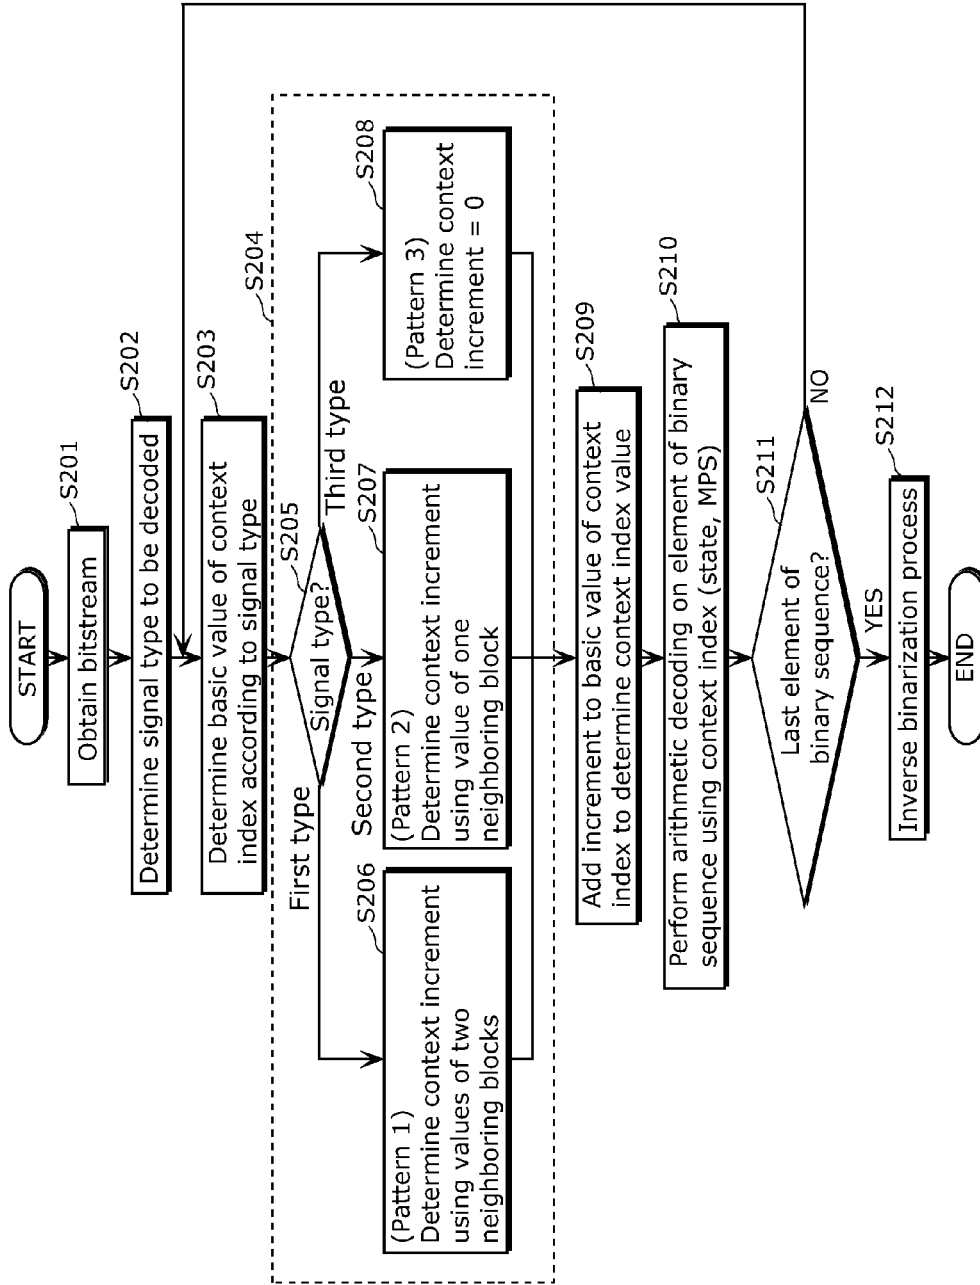 START
S201
Obtain bitstream
S202
Determine signal type to be decoded
S203
Determine basic value of context
index according to signal type
S204
S205
Signal type?
First type
Second type
Third type
S206
(Pattern 1)
Determine context increment
using values of two
neighboring blocks
S207
(Pattern 2)
Determine context increment
using value of one
neighboring block
S208
(Pattern 3)
Determine context
increment = 0
S209
Add increment to basic value of context
index to determine context index value
S210
Perform arithmetic decoding on element of binary
sequence using context index (state, MPS)
S211
Last element of
binary sequence?
NO
YES
S212
Inverse binarization process
END